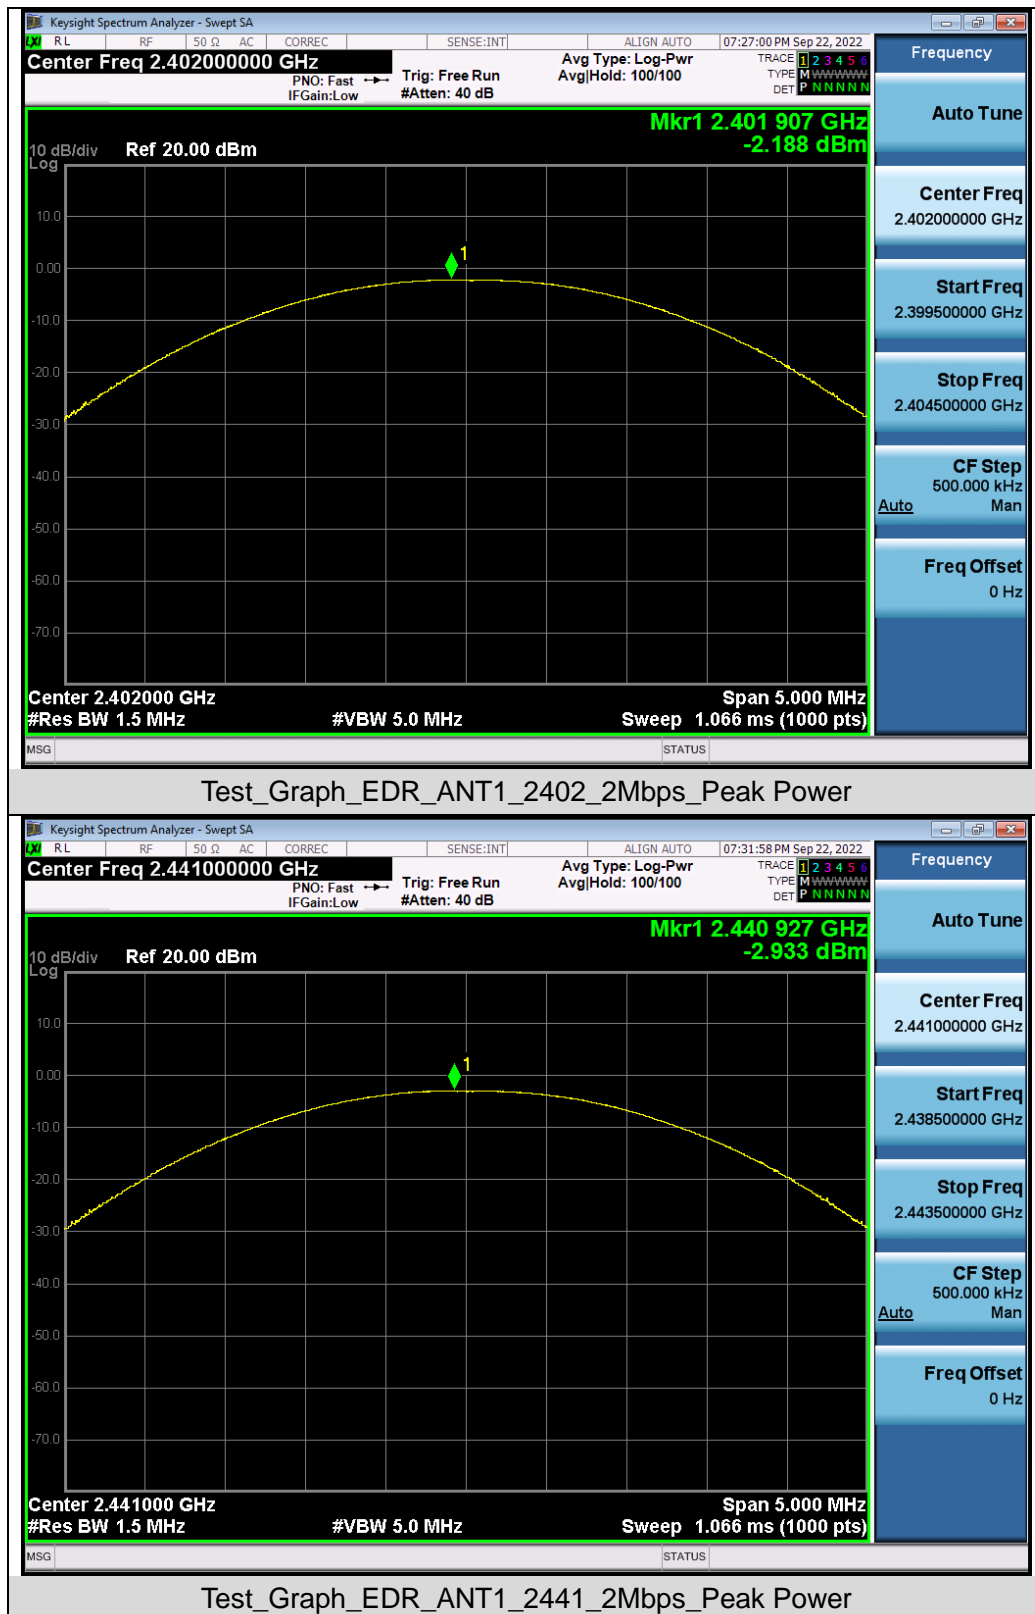 Keysight Spectrum Analyzer - Swept SA
LXI RL RF 50 Ω AC CORREC SENSE:INT ALIGN AUTO 07:27:00 PM Sep 22, 2022
Center Freq 2.402000000 GHz
PNO: Fast
IFGain:Low
Trig: Free Run
#Atten: 40 dB
Avg Type: Log-Pwr
Avg|Hold: 100/100
TRACE 1 2 3 4 5 6
TYPE M W W W W W
DET P N N N N N
Mkr1 2.401 907 GHz
-2.188 dBm
10 dB/div Ref 20.00 dBm
Log
10.0
1
0.00
-10.0
-20.0
-30.0
-40.0
-50.0
-60.0
-70.0
Center 2.402000 GHz Span 5.000 MHz
#Res BW 1.5 MHz #VBW 5.0 MHz Sweep 1.066 ms (1000 pts)
MSG STATUS
Frequency
Auto Tune
Center Freq
2.402000000 GHz
Start Freq
2.399500000 GHz
Stop Freq
2.404500000 GHz
CF Step
500.000 kHz
Auto Man
Freq Offset
0 Hz
Test_Graph_EDR_ANT1_2402_2Mbps_Peak Power
Keysight Spectrum Analyzer - Swept SA
LXI RL RF 50 Ω AC CORREC SENSE:INT ALIGN AUTO 07:31:58 PM Sep 22, 2022
Center Freq 2.441000000 GHz
PNO: Fast
IFGain:Low
Trig: Free Run
#Atten: 40 dB
Avg Type: Log-Pwr
Avg|Hold: 100/100
TRACE 1 2 3 4 5 6
TYPE M W W W W W
DET P N N N N N
Mkr1 2.440 927 GHz
-2.933 dBm
10 dB/div Ref 20.00 dBm
Log
10.0
1
0.00
-10.0
-20.0
-30.0
-40.0
-50.0
-60.0
-70.0
Center 2.441000 GHz Span 5.000 MHz
#Res BW 1.5 MHz #VBW 5.0 MHz Sweep 1.066 ms (1000 pts)
MSG STATUS
Frequency
Auto Tune
Center Freq
2.441000000 GHz
Start Freq
2.438500000 GHz
Stop Freq
2.443500000 GHz
CF Step
500.000 kHz
Auto Man
Freq Offset
0 Hz
Test_Graph_EDR_ANT1_2441_2Mbps_Peak Power